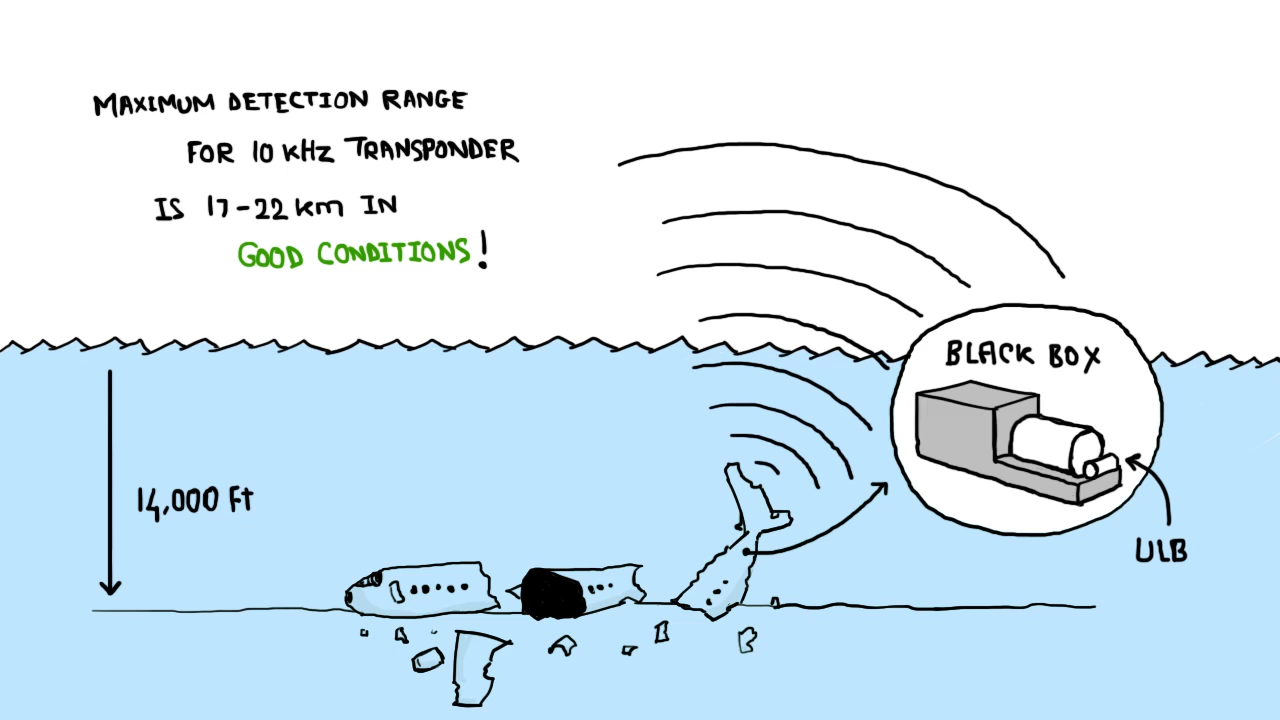 MAXIMUM DETECTION RANGE
FOR 10 KHz TRANSPONDER
IS 17-22 km IN
GOOD CONDITIONS!
BLACK BOX
14,000 Ft
ULB